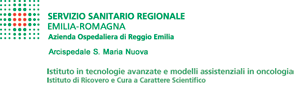 SERVIZIO SANITARIO REGIONALE
EMILIA-ROMAGNA
Azienda Ospedaliera di Reggio Emilia
Arcispedale S. Maria Nuova
Istituto in tecnologie avanzate e modelli assistenziali in oncologia
Istituto di Ricovero e Cura a Carattere Scientifico